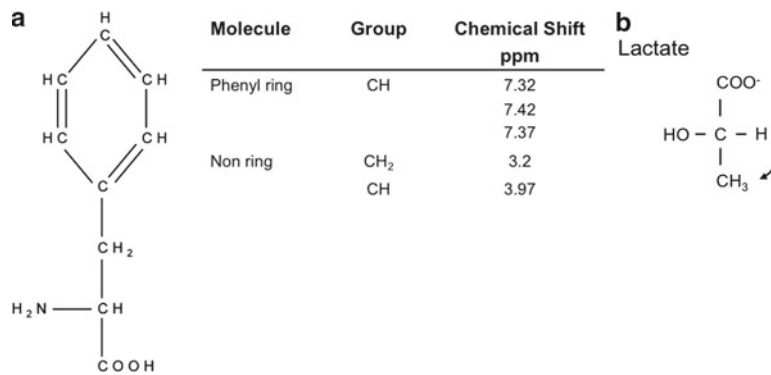 a
H
C
HC CH
HC CH
C
CH₂
H₂N CH
COOH
Molecule Group Chemical Shift
ppm
Phenyl ring CH 7.32
7.42
7.37
Non ring CH₂ 3.2
CH 3.97
b
Lactate
COO⁻
HO – C – H
CH₃